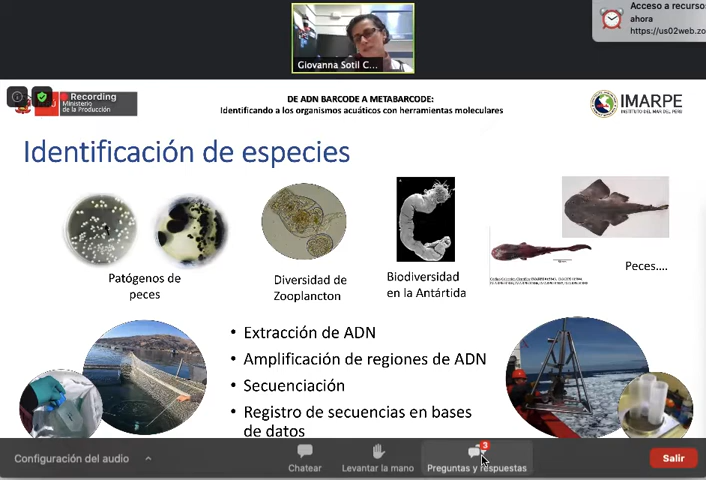 Acceso a recurso
ahora
https://us02web.zo
Giovanna Sotil C...
Recording
Ministerio
de la Producción
DE ADN BARCODE A METABARCODE:
Identificando a los organismos acuáticos con herramientas moleculares
IMARPE
INSTITUTO DEL MAR DEL PERÚ
Identificación de especies
Patógenos de
peces
Diversidad de
Zooplancton
Biodiversidad
en la Antártida
Peces....
• Extracción de ADN
• Amplificación de regiones de ADN
• Secuenciación
• Registro de secuencias en bases
de datos
Configuración del audio
Chatear
Levantar la mano
3
Preguntas y respuestas
Salir